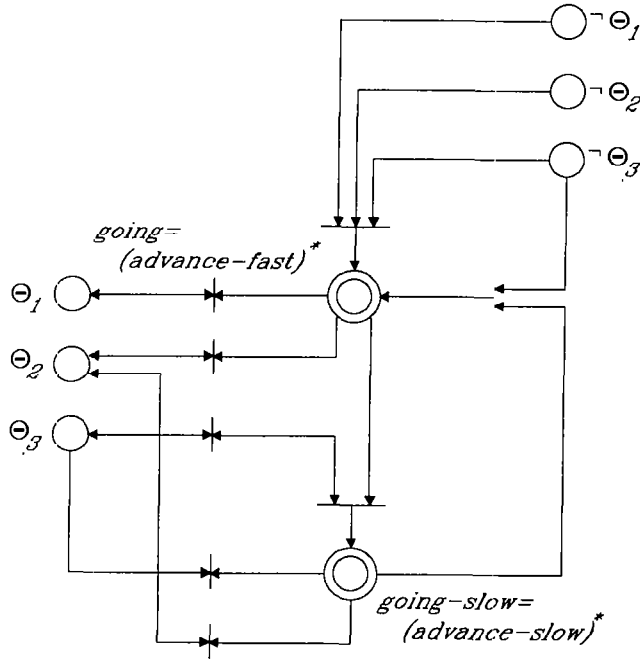 ¬ Θ1
¬ Θ2
¬ Θ3
going=
(advance-fast)*
Θ1
Θ2
Θ3
going-slow=
(advance-slow)*